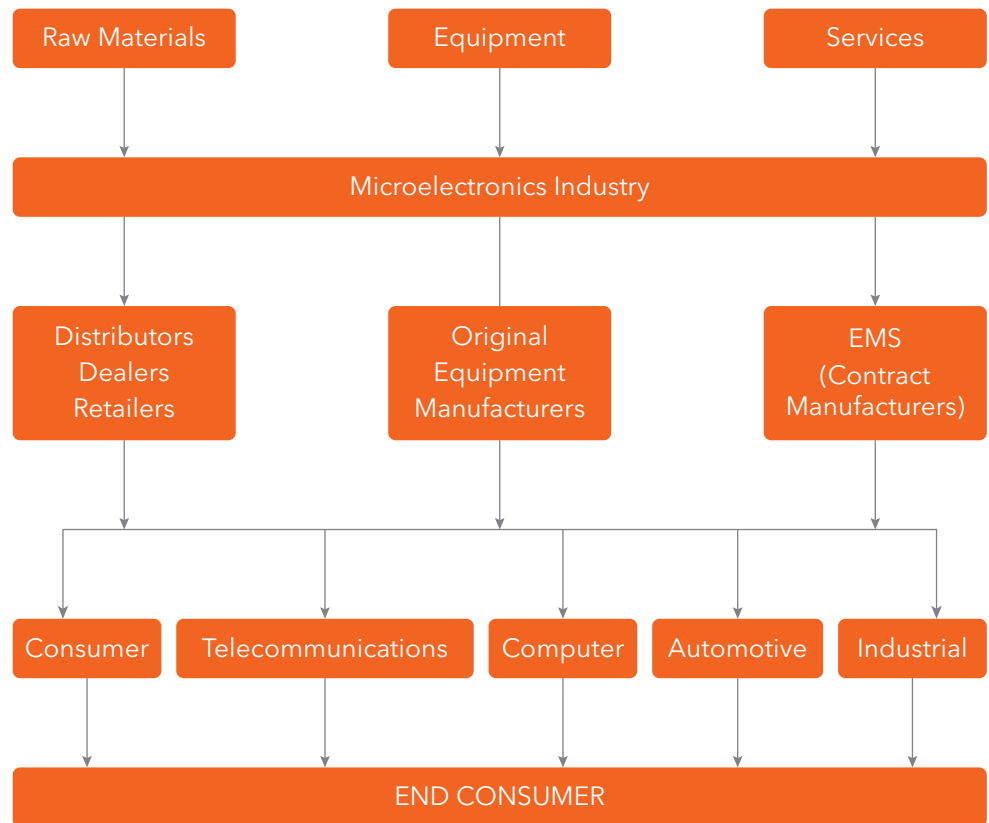 Raw Materials
Equipment
Services
Microelectronics Industry
Distributors
Dealers
Retailers
Original
Equipment
Manufacturers
EMS
(Contract
Manufacturers)
Consumer
Telecommunications
Computer
Automotive
Industrial
END CONSUMER